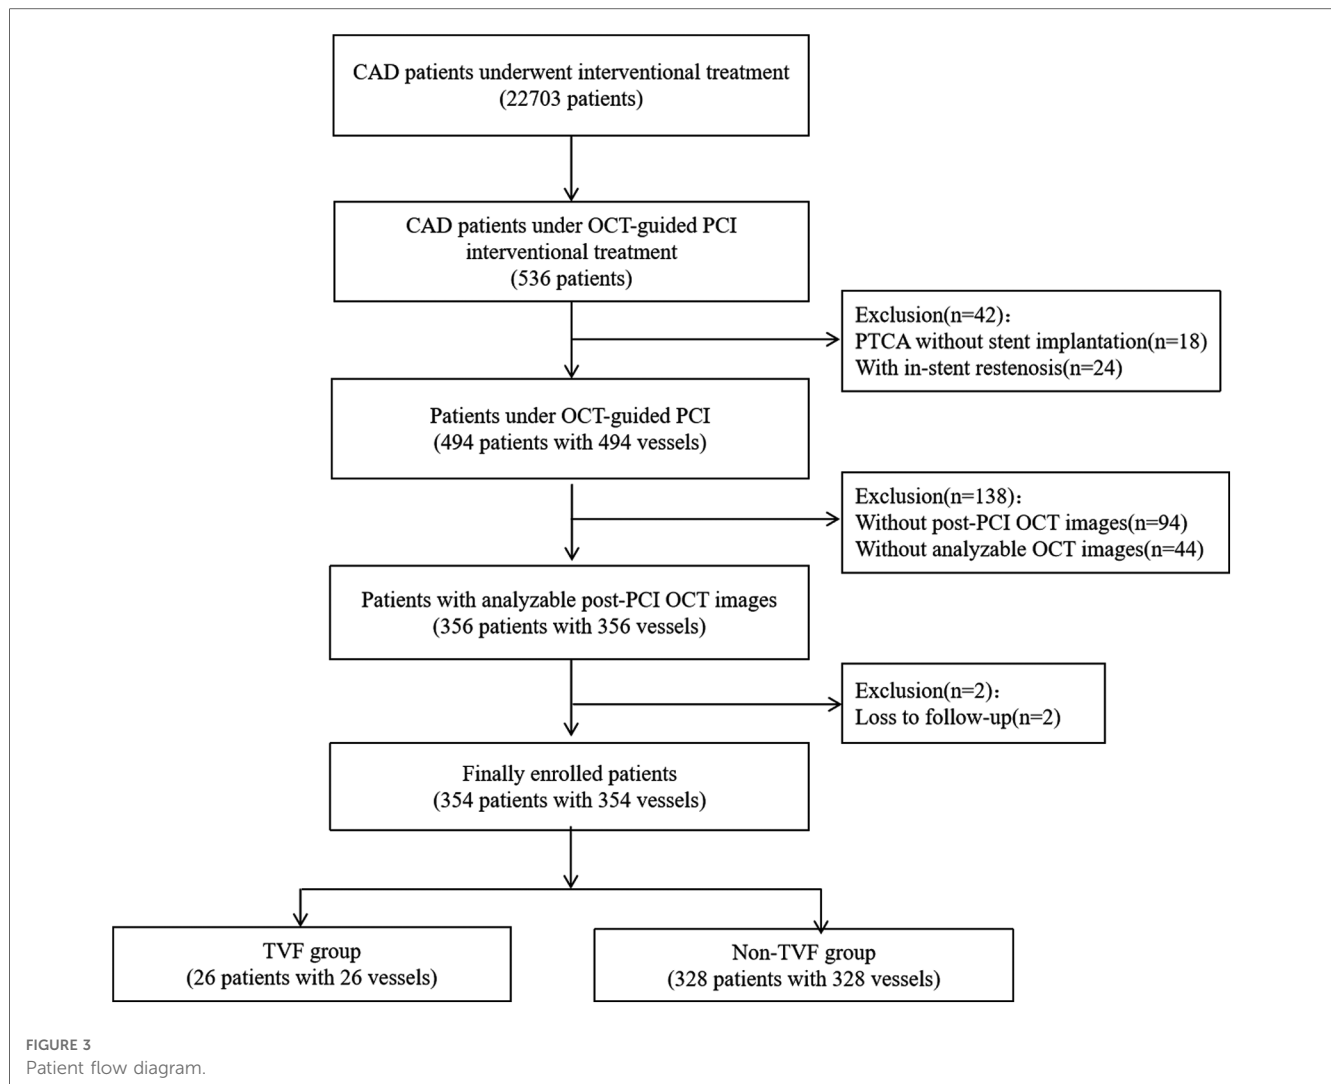 CAD patients underwent interventional treatment
(22703 patients)
CAD patients under OCT-guided PCI
interventional treatment
(536 patients)
Exclusion(n=42):
PTCA without stent implantation(n=18)
With in-stent restenosis(n=24)
Patients under OCT-guided PCI
(494 patients with 494 vessels)
Exclusion(n=138):
Without post-PCI OCT images(n=94)
Without analyzable OCT images(n=44)
Patients with analyzable post-PCI OCT images
(356 patients with 356 vessels)
Exclusion(n=2):
Loss to follow-up(n=2)
Finally enrolled patients
(354 patients with 354 vessels)
TVF group
(26 patients with 26 vessels)
Non-TVF group
(328 patients with 328 vessels)
FIGURE 3
Patient flow diagram.